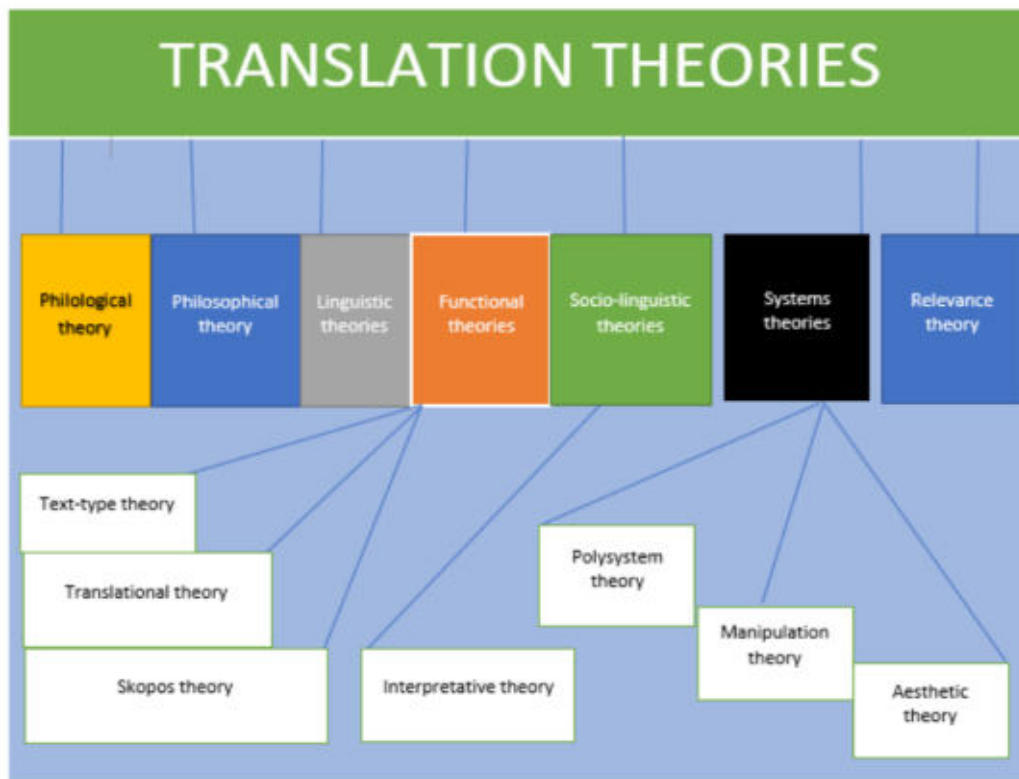 TRANSLATION THEORIES
Philological
theory
Philosophical
theory
Linguistic
theories
Functional
theories
Socio-linguistic
theories
Systems
theories
Relevance
theory
Text-type theory
Translational theory
Skopos theory
Interpretative theory
Polysystem
theory
Manipulation
theory
Aesthetic
theory